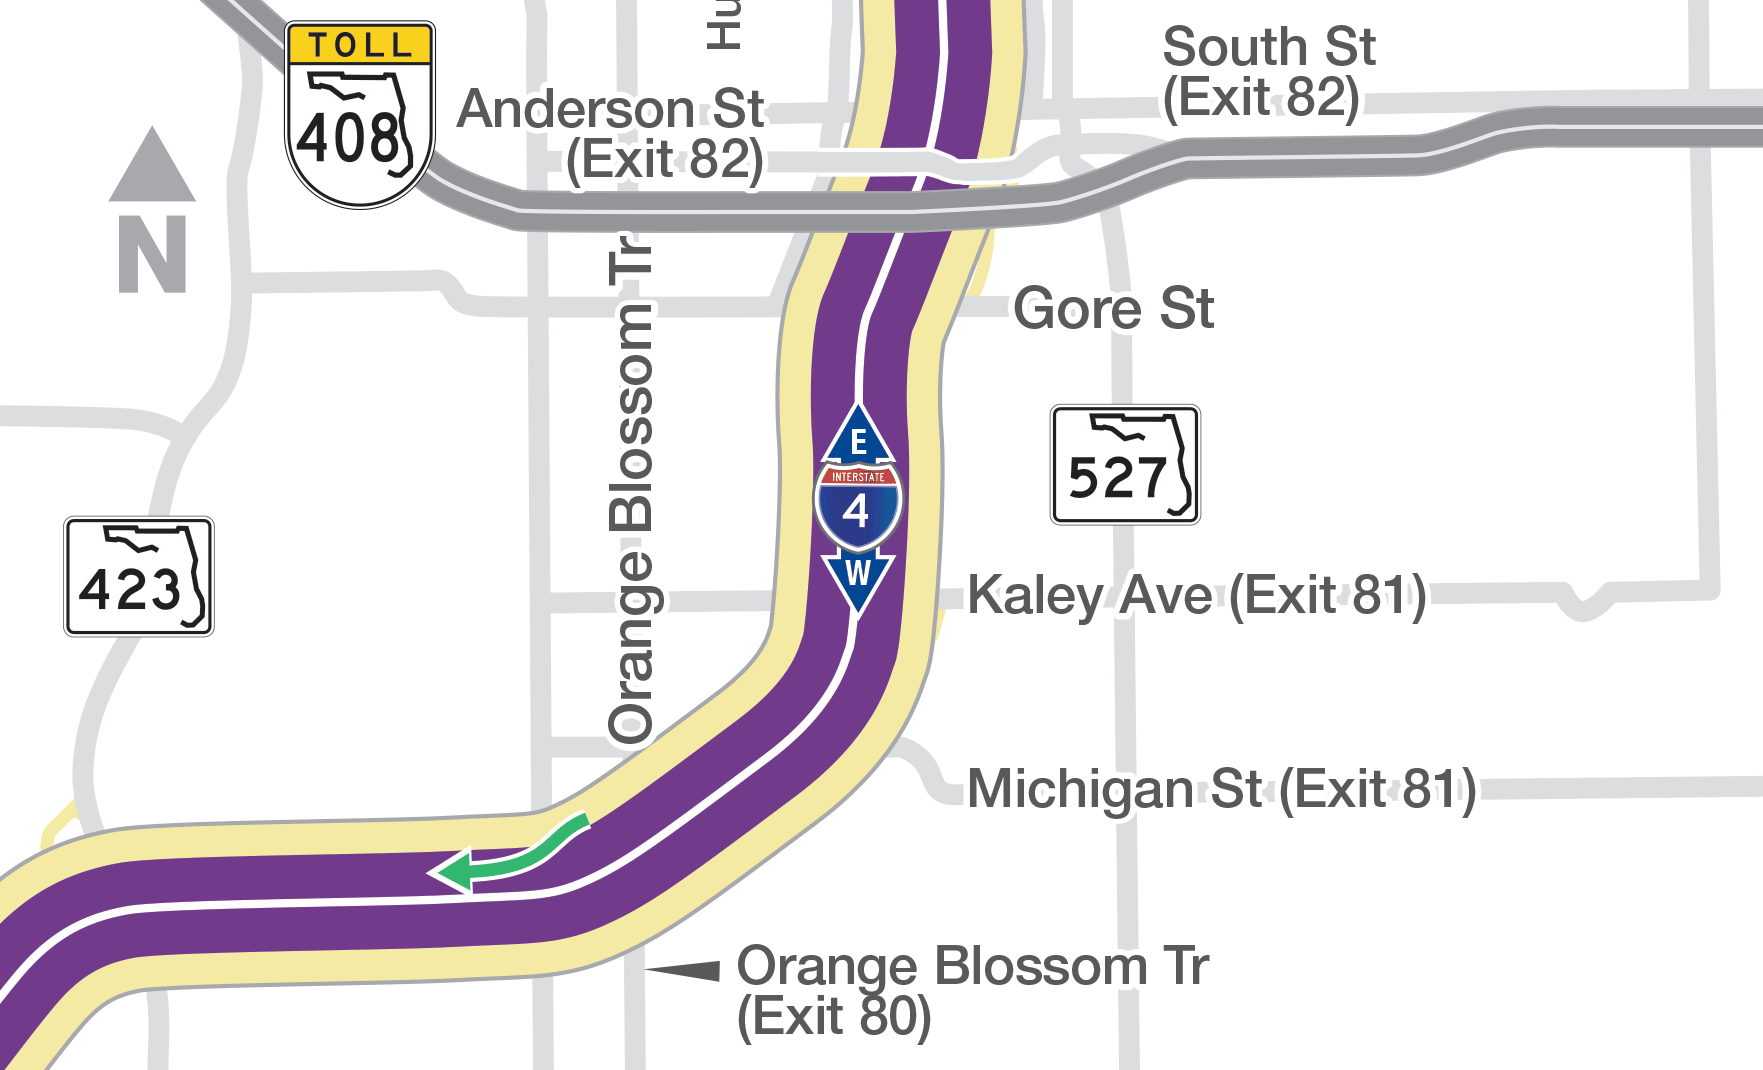 TOLL
408
Hu
Anderson St
(Exit 82)
South St
(Exit 82)
N
Orange Blossom Tr
Gore St
E
INTERSTATE
4
W
527
423
Kaley Ave (Exit 81)
Michigan St (Exit 81)
Orange Blossom Tr
(Exit 80)